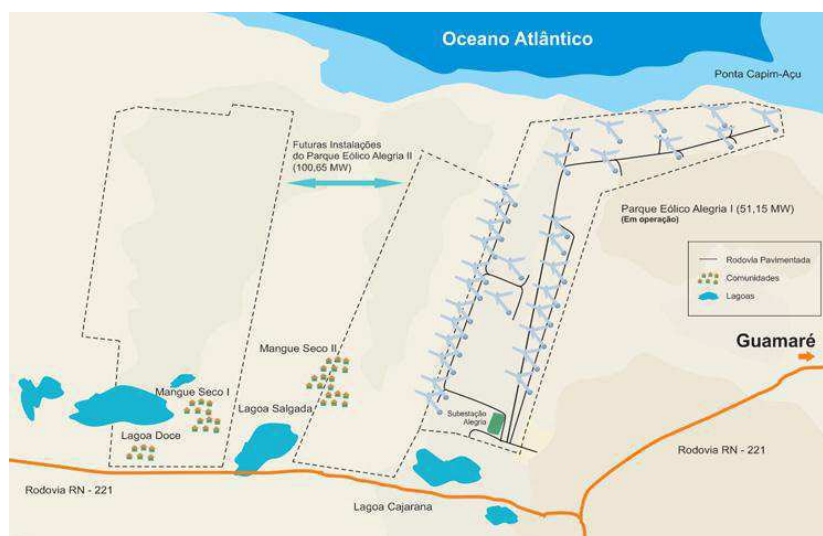 Oceano Atlântico
Ponta Capim-Açu
Futuras Instalações
do Parque Eólico Alegria II
(100,65 MW)
Parque Eólico Alegria I (51,15 MW)
(Em operação)
Rodovia Pavimentada
Comunidades
Lagoas
Guamaré
Mangue Seco II
Mangue Seco I
Lagoa Salgada
Subestação
Alegria
Lagoa Doce
Rodovia RN - 221
Rodovia RN - 221
Lagoa Cajarana